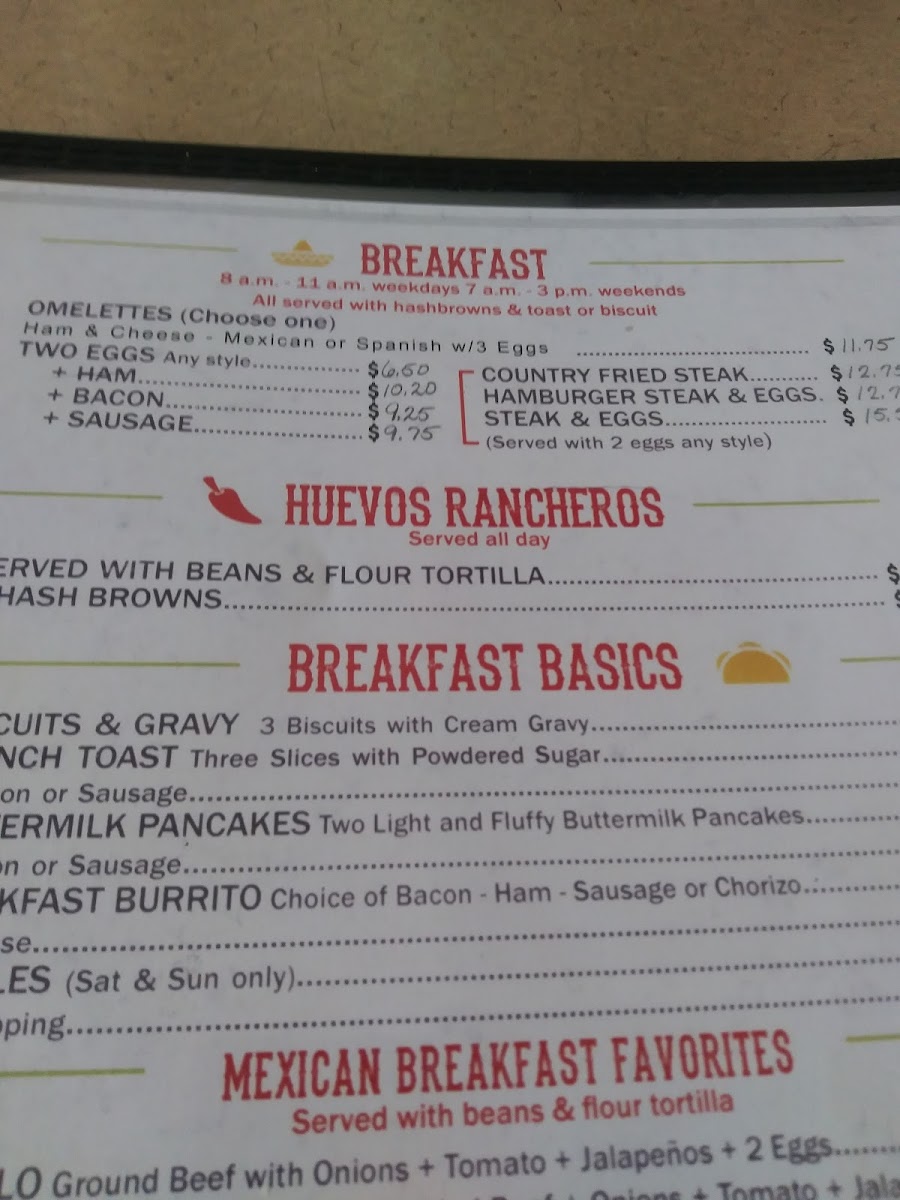 BREAKFAST
8 a.m. - 11 a.m. weekdays 7 a.m. - 3 p.m. weekends
All served with hashbrowns & toast or biscuit
OMELETTES (Choose one)
Ham & Cheese - Mexican or Spanish w/3 Eggs ........ $11.75
TWO EGGS Any style........ $6.50
+ HAM........ $10.20
+ BACON........ $9.25
+ SAUSAGE........ $9.75
COUNTRY FRIED STEAK........ $12.75
HAMBURGER STEAK & EGGS. $12.7
STEAK & EGGS........ $15.
(Served with 2 eggs any style)
HUEVOS RANCHEROS
Served all day
ERVED WITH BEANS & FLOUR TORTILLA........ $
HASH BROWNS........ $
BREAKFAST BASICS
CUITS & GRAVY 3 Biscuits with Cream Gravy........
NCH TOAST Three Slices with Powdered Sugar........
on or Sausage........
ERMILK PANCAKES Two Light and Fluffy Buttermilk Pancakes........
on or Sausage........
KFAST BURRITO Choice of Bacon - Ham - Sausage or Chorizo........
se........
LES (Sat & Sun only)........
pping........
MEXICAN BREAKFAST FAVORITES
Served with beans & flour tortilla
LO Ground Beef with Onions + Tomato + Jalapeños + 2 Eggs........
Onions + Tomato + Jala